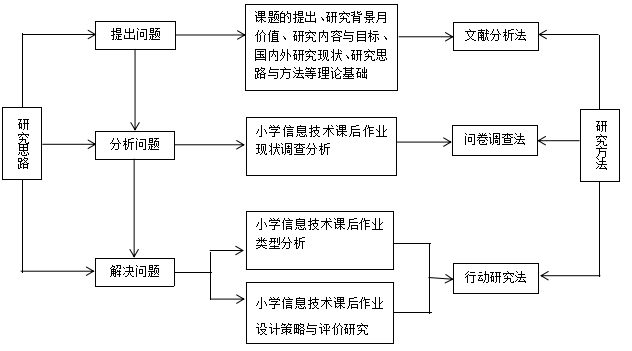 提出问题
课题的提出、研究背景月
价值、研究内容与目标、
国内外研究现状、研究思
路与方法等理论基础
文献分析法
研究思路
分析问题
小学信息技术课后作业
现状调查分析
问卷调查法
研究方法
小学信息技术课后作业
类型分析
解决问题
行动研究法
小学信息技术课后作业
设计策略与评价研究